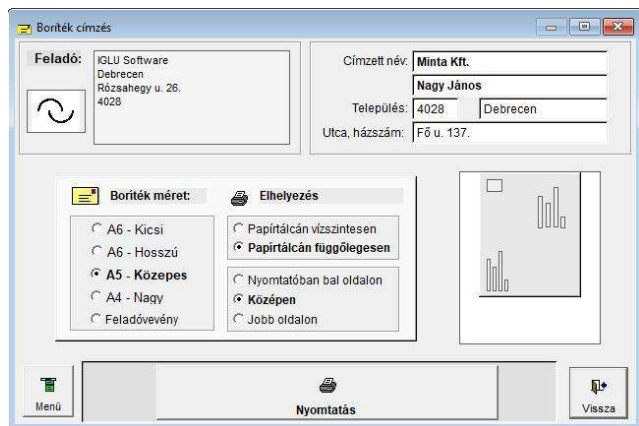 Boríték címzés
Feladó:
IGLU Software
Debrecen
Rózsahegy u. 26.
4028
Címzett név: Minta Kft.
Nagy János
Település: 4028 Debrecen
Utca, házszám: Fő u. 137.
Boríték méret:
A6 - Kicsi
A6 - Hosszú
A5 - Közepes
A4 - Nagy
Feladóvevény
Elhelyezés
Papírtálcán vízszintesen
Papírtálcán függőlegesen
Nyomtatóban bal oldalon
Középen
Jobb oldalon
Menü
Nyomtatás
Vissza